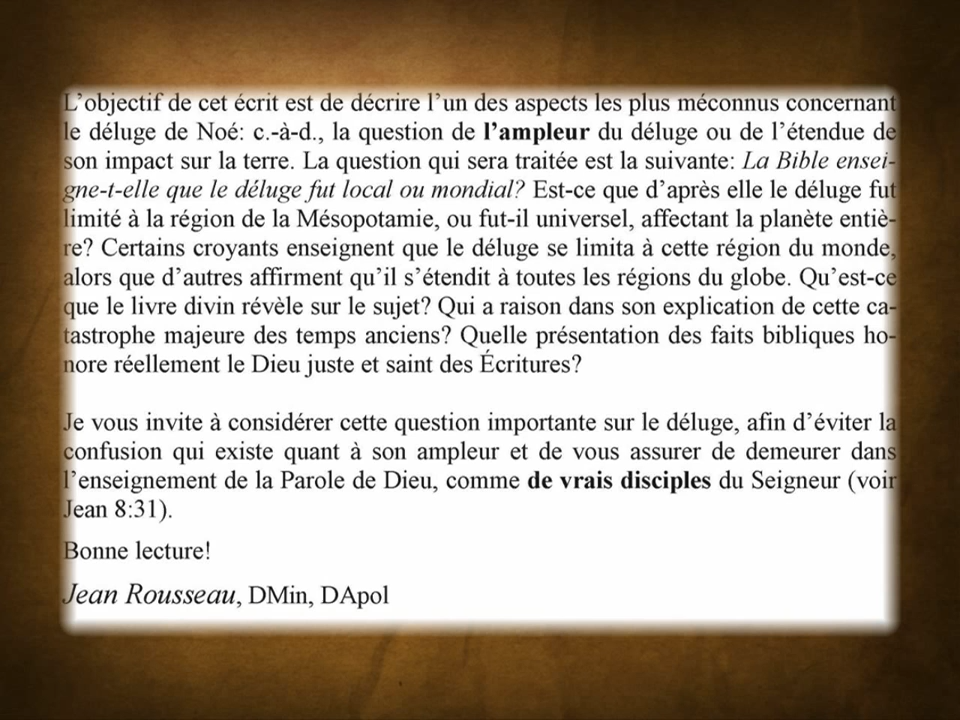 L'objectif de cet écrit est de décrire l'un des aspects les plus méconnus concernant
le déluge de Noé: c.-à-d., la question de l'ampleur du déluge ou de l'étendue de
son impact sur la terre. La question qui sera traitée est la suivante: La Bible ensei-
gne-t-elle que le déluge fut local ou mondial? Est-ce que d'après elle le déluge fut
limité à la région de la Mésopotamie, ou fut-il universel, affectant la planète entiè-
re? Certains croyants enseignent que le déluge se limita à cette région du monde,
alors que d'autres affirment qu'il s'étendit à toutes les régions du globe. Qu'est-ce
que le livre divin révèle sur le sujet? Qui a raison dans son explication de cette ca-
tastrophe majeure des temps anciens? Quelle présentation des faits bibliques ho-
nore réellement le Dieu juste et saint des Écritures?
Je vous invite à considérer cette question importante sur le déluge, afin d'éviter la
confusion qui existe quant à son ampleur et de vous assurer de demeurer dans
l'enseignement de la Parole de Dieu, comme de vrais disciples du Seigneur (voir
Jean 8:31).
Bonne lecture!
Jean Rousseau, DMin, DApol